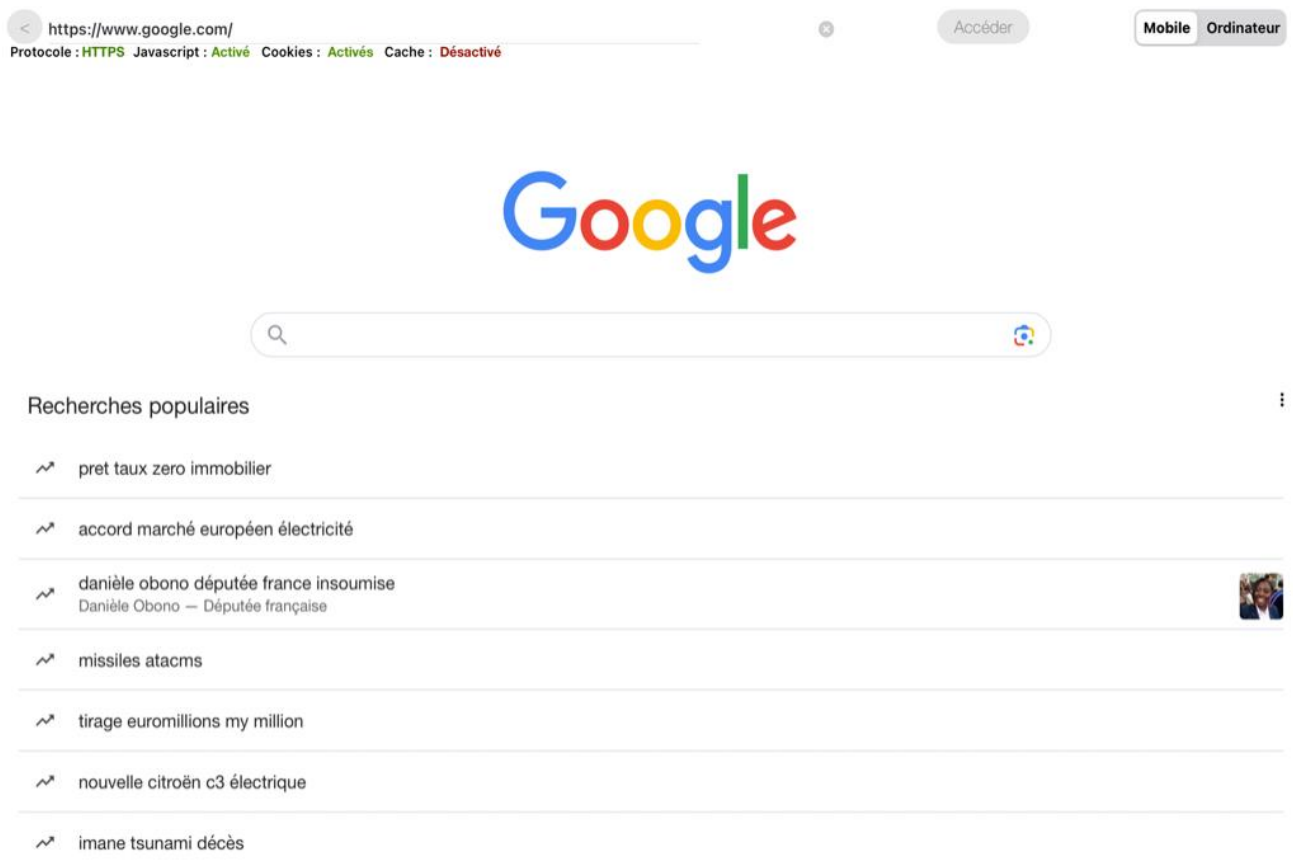 < https://www.google.com/ Accéder Mobile Ordinateur
Protocole : HTTPS Javascript : Activé Cookies : Activés Cache : Désactivé
Google
Recherches populaires
pret taux zero immobilier
accord marché européen électricité
danièle obono députée france insoumise
Danièle Obono — Députée française
missiles atacms
tirage euromillions my million
nouvelle citroën c3 électrique
imane tsunami décès